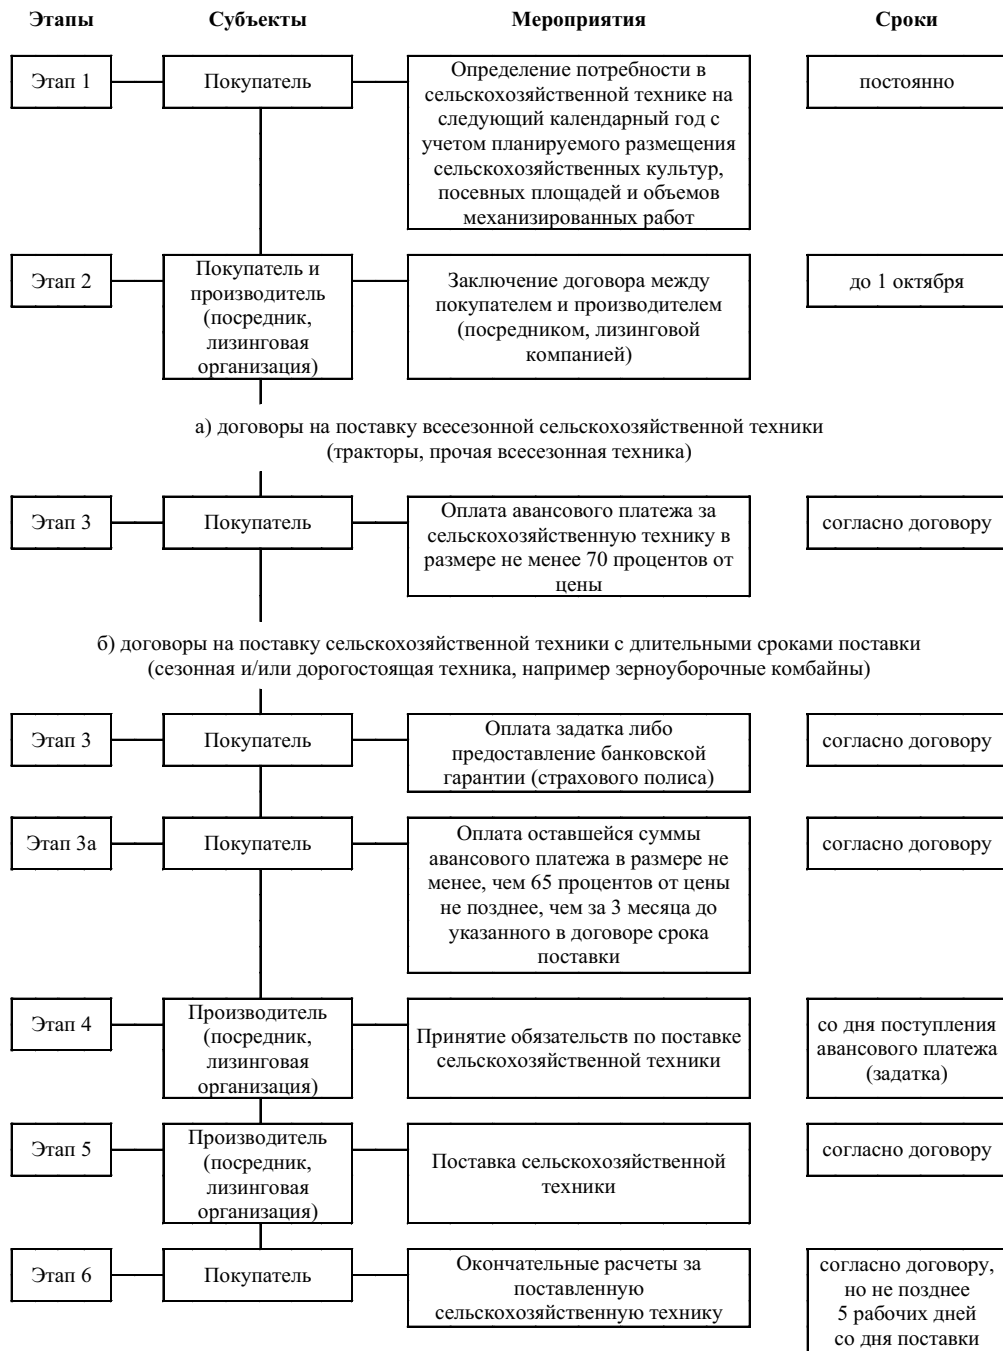 Этапы Субъекты Мероприятия Сроки
Этап 1
Покупатель
Определение потребности в
сельскохозяйственной технике на
следующий календарный год с
учетом планируемого размещения
сельскохозяйственных культур,
посевных площадей и объемов
механизированных работ
постоянно
Этап 2
Покупатель и
производитель
(посредник,
лизинговая
организация)
Заключение договора между
покупателем и производителем
(посредником, лизинговой
компанией)
до 1 октября
а) договоры на поставку всесезонной сельскохозяйственной техники
(тракторы, прочая всесезонная техника)
Этап 3
Покупатель
Оплата авансового платежа за
сельскохозяйственную технику в
размере не менее 70 процентов от
цены
согласно договору
б) договоры на поставку сельскохозяйственной техники с длительными сроками поставки
(сезонная и/или дорогостоящая техника, например зерноуборочные комбайны)
Этап 3
Покупатель
Оплата задатка либо
предоставление банковской
гарантии (страхового полиса)
согласно договору
Этап 3а
Покупатель
Оплата оставшейся суммы
авансового платежа в размере не
менее, чем 65 процентов от цены
не позднее, чем за 3 месяца до
указанного в договоре срока
поставки
согласно договору
Этап 4
Производитель
(посредник,
лизинговая
организация)
Принятие обязательств по поставке
сельскохозяйственной техники
со дня поступления
авансового платежа
(задатка)
Этап 5
Производитель
(посредник,
лизинговая
организация)
Поставка сельскохозяйственной
техники
согласно договору
Этап 6
Покупатель
Окончательные расчеты за
поставленную
сельскохозяйственную технику
согласно договору,
но не позднее
5 рабочих дней
со дня поставки